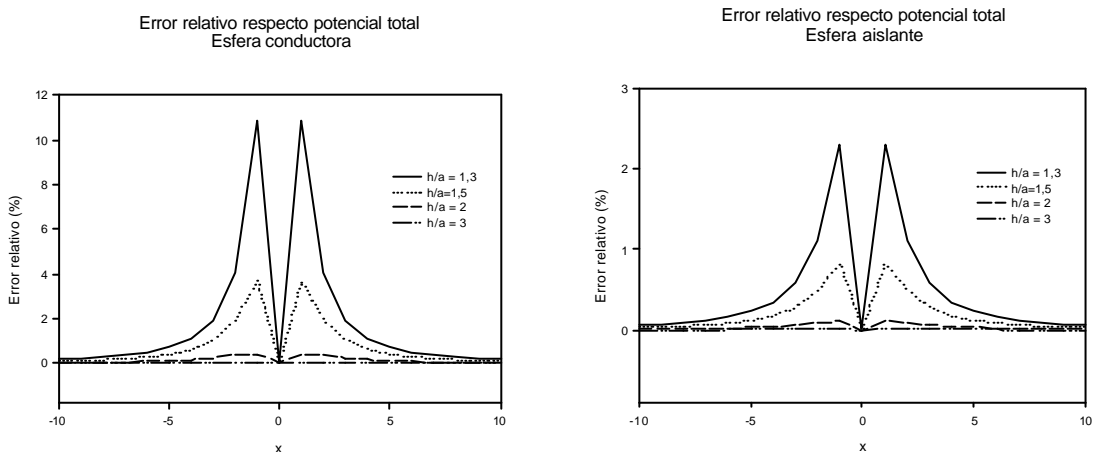 Error relativo respecto potencial total
Esfera conductora
Error relativo (%)
12
10
8
6
4
2
0
-10
-5
0
5
10
x
h/a = 1,3
h/a=1,5
h/a = 2
h/a = 3
Error relativo respecto potencial total
Esfera aislante
Error relativo (%)
3
2
1
0
-10
-5
0
5
10
x
h/a = 1,3
h/a=1,5
h/a = 2
h/a = 3